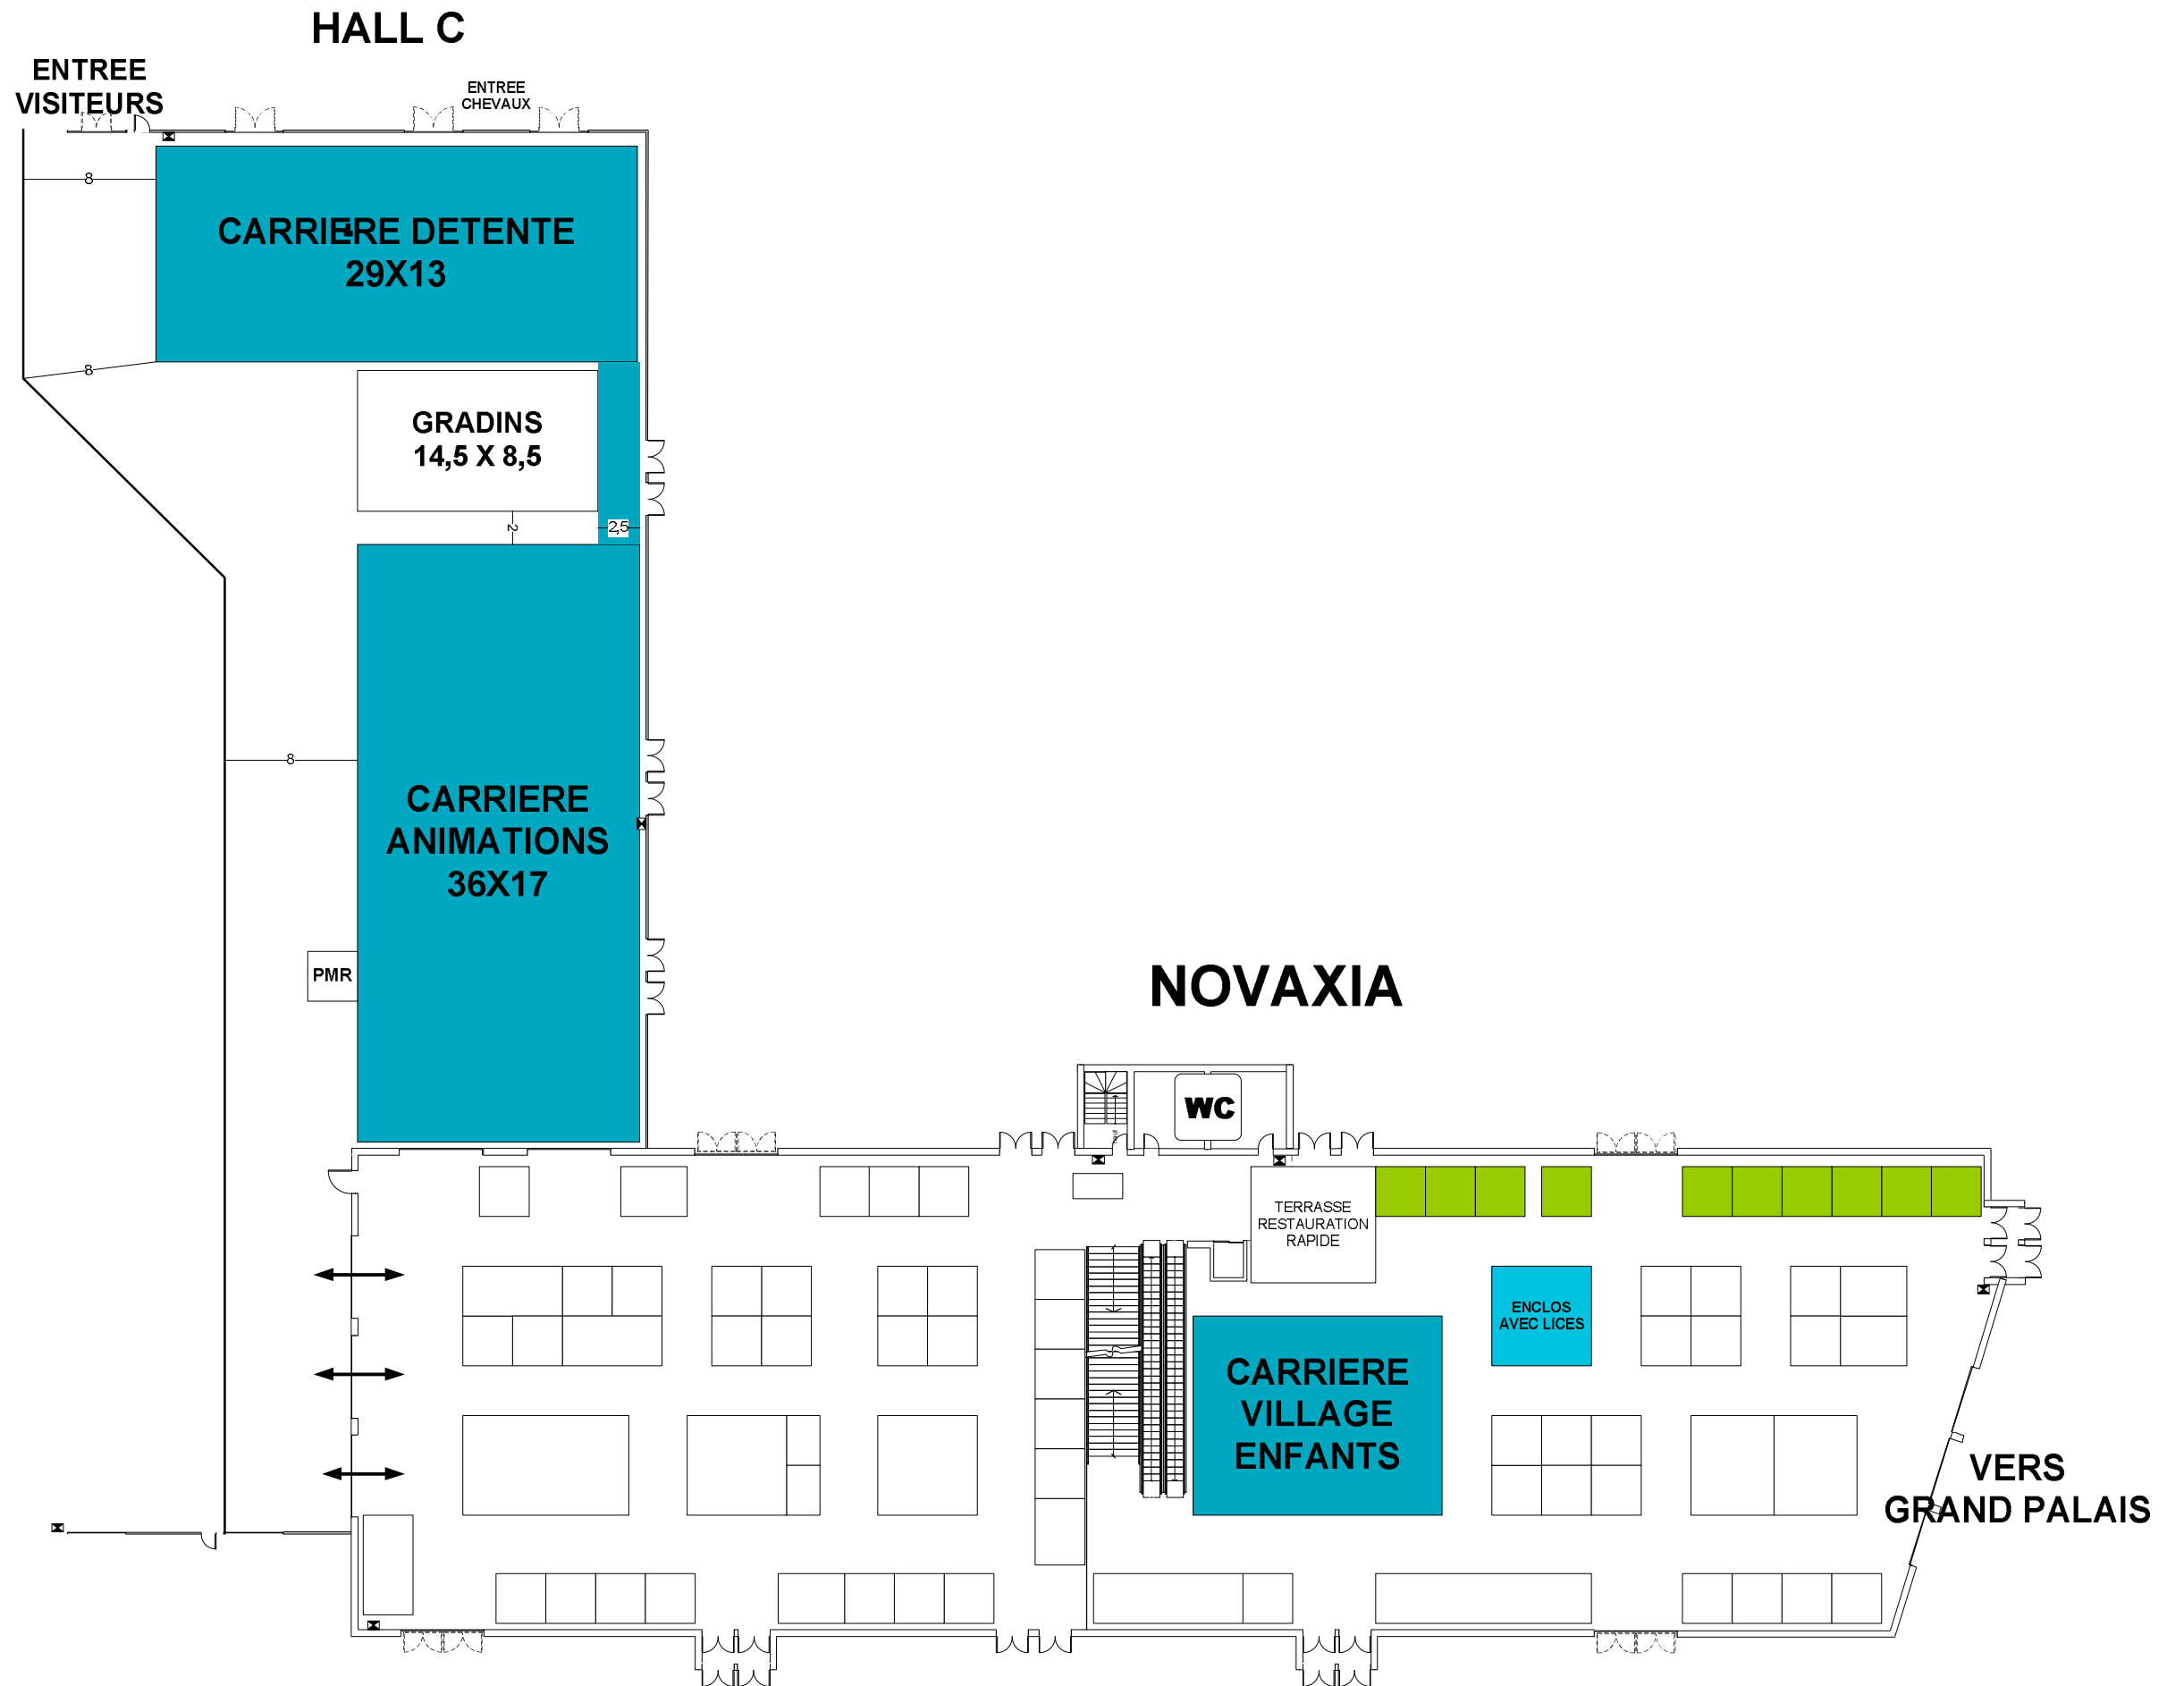 HALL C
ENTREE
VISITEURS
ENTREE
CHEVAUX
8
CARRIERE DETENTE
29X13
8
GRADINS
14,5 X 8,5
2
2,5
8
CARRIERE
ANIMATIONS
36X17
PMR
NOVAXIA
WC
TERRASSE
RESTAURATION
RAPIDE
ENCLOS
AVEC LICES
CARRIERE
VILLAGE
ENFANTS
VERS
GRAND PALAIS